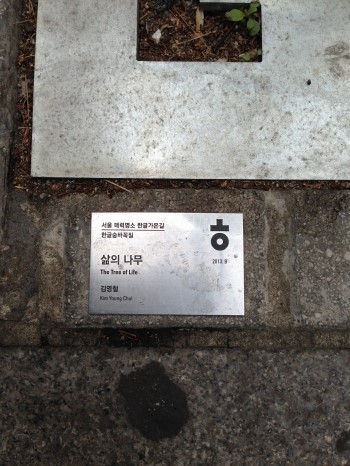 서울 매력명소 한글가온길
한글숨바꼭질
ㅎ
2013. 8
삶의 나무
The Tree of Life
김영철
Kim Young Chul